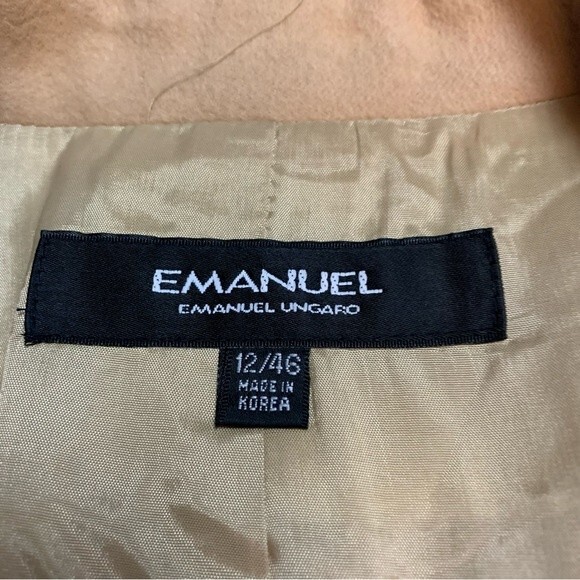 EMANUEL
EMANUEL UNGARO
12/46
MADE IN
KOREA